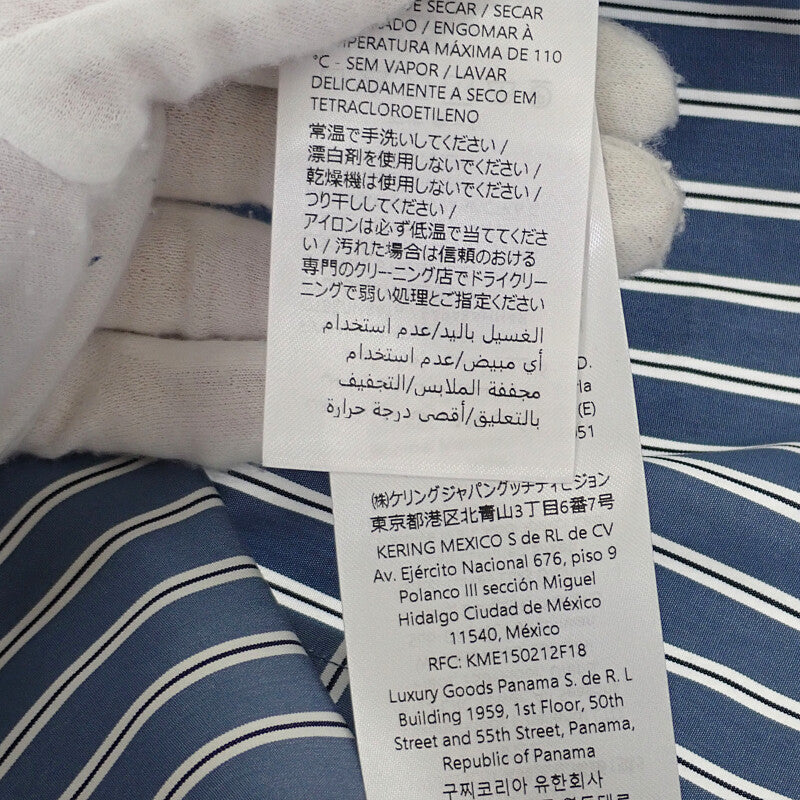 E SECAR / SECAR
ADO / ENGOMAR À
MPERATURA MÁXIMA DE 110
°C - SEM VAPOR / LAVAR
DELICADAMENTE A SECO EM
TETRACLOROETILENO
常温で手洗いしてください /
漂白剤を使用しないでください /
乾燥機は使用しないでください /
つり干ししてください /
アイロンは必ず低温で当ててくださ
い / 汚れた場合は信頼のおける
専門のクリーニング店でドライクリー
ニングで弱い処理とご指定ください
الغسيل باليد/عدم استخدام
أي مبيض/عدم استخدام
مجففة الملابس/التجفيف
بالتعليق/أقصى درجة حرارة
D.
rla
(E)
051
(株)ケリングジャパングッチディビジョン
東京都港区北青山3丁目6番7号
KERING MEXICO S de RL de CV
Av. Ejército Nacional 676, piso 9
Polanco III sección Miguel
Hidalgo Ciudad de México
11540, México
RFC: KME150212F18
Luxury Goods Panama S. de R. L
Building 1959, 1st Floor, 50th
Street and 55th Street, Panama,
Republic of Panama
구찌코리아 유한회사